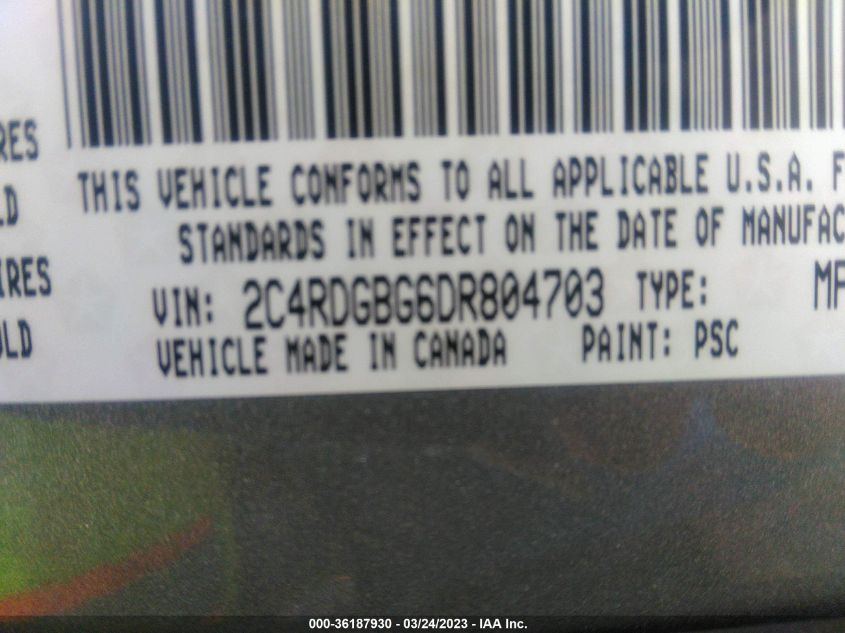 RES
THIS VEHICLE CONFORMS TO ALL APPLICABLE U.S.A. F
LD
STANDARDS IN EFFECT ON THE DATE OF MANUFAC
IRES
VIN: 2C4RDGBG6DR804703 TYPE: MP
ULD
VEHICLE MADE IN CANADA PAINT: PSC
000-36187930 - 03/24/2023 - IAA Inc.